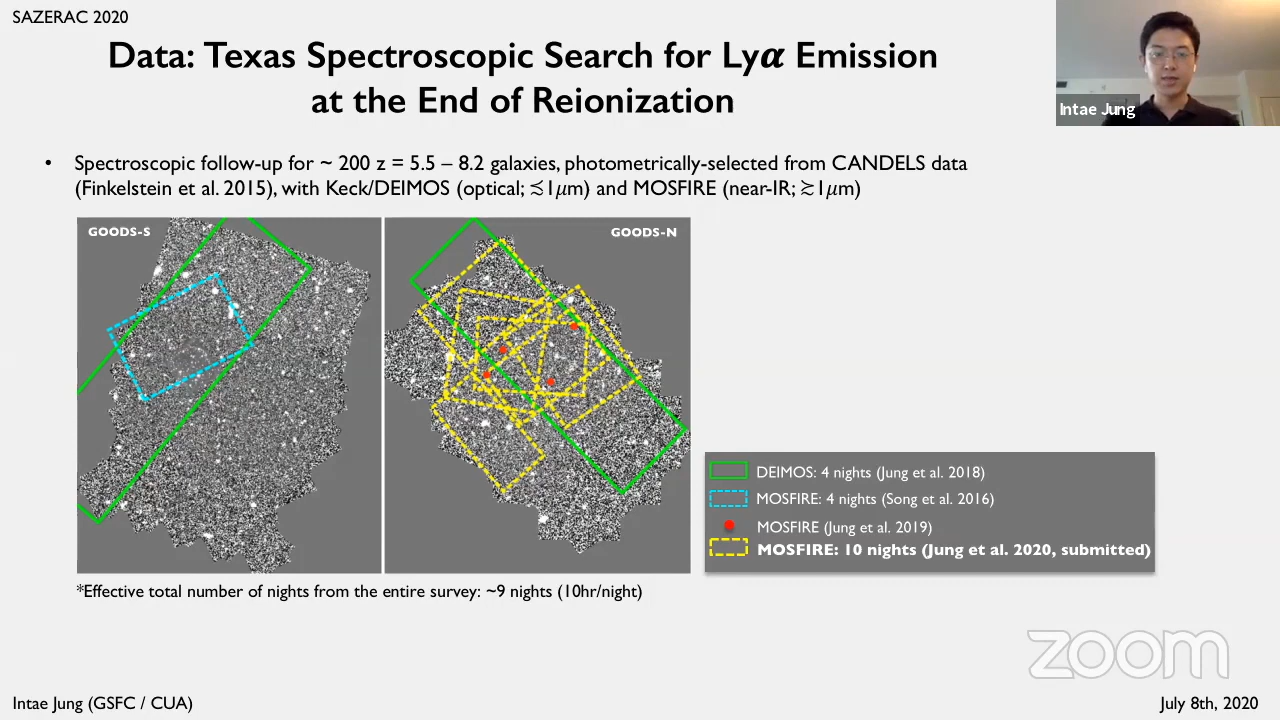 SAZERAC 2020
Data: Texas Spectroscopic Search for Lyα Emission
at the End of Reionization
Intae Jung
• Spectroscopic follow-up for ~ 200 z = 5.5 – 8.2 galaxies, photometrically-selected from CANDELS data
(Finkelstein et al. 2015), with Keck/DEIMOS (optical; ≲1μm) and MOSFIRE (near-IR; ≳1μm)
GOODS-S
GOODS-N
DEIMOS: 4 nights (Jung et al. 2018)
MOSFIRE: 4 nights (Song et al. 2016)
MOSFIRE (Jung et al. 2019)
MOSFIRE: 10 nights (Jung et al. 2020, submitted)
*Effective total number of nights from the entire survey: ~9 nights (10hr/night)
zoom
Intae Jung (GSFC / CUA)
July 8th, 2020